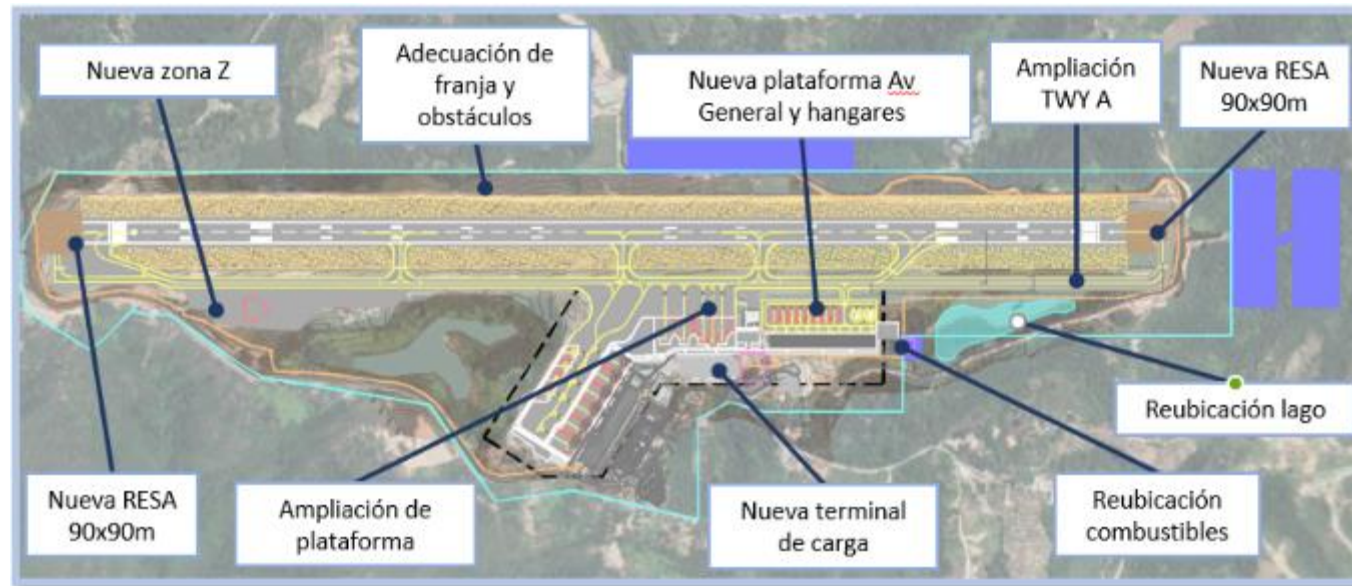 Nueva zona Z
Adecuación de
franja y
obstáculos
Nueva plataforma Av
General y hangares
Ampliación
TWY A
Nueva RESA
90x90m
Nueva RESA
90x90m
Ampliación de
plataforma
Nueva terminal
de carga
Reubicación
combustibles
Reubicación lago